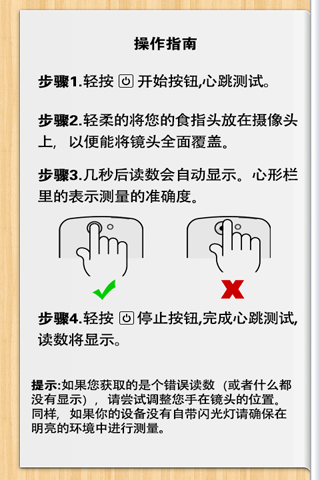 操作指南
步骤1.轻按 开始按钮,心跳测试。
步骤2.轻柔的将您的食指头放在摄像头
上，以便能将镜头全面覆盖。
步骤3.几秒后读数会自动显示。心形栏
里的表示测量的准确度。
步骤4.轻按 停止按钮,完成心跳测试,
读数将显示。
提示:如果您获取的是个错误读数（或者什么都
没有显示），请尝试调整您手在镜头的位置。
同样，如果你的设备没有自带闪光灯请确保在
明亮的环境中进行测量。